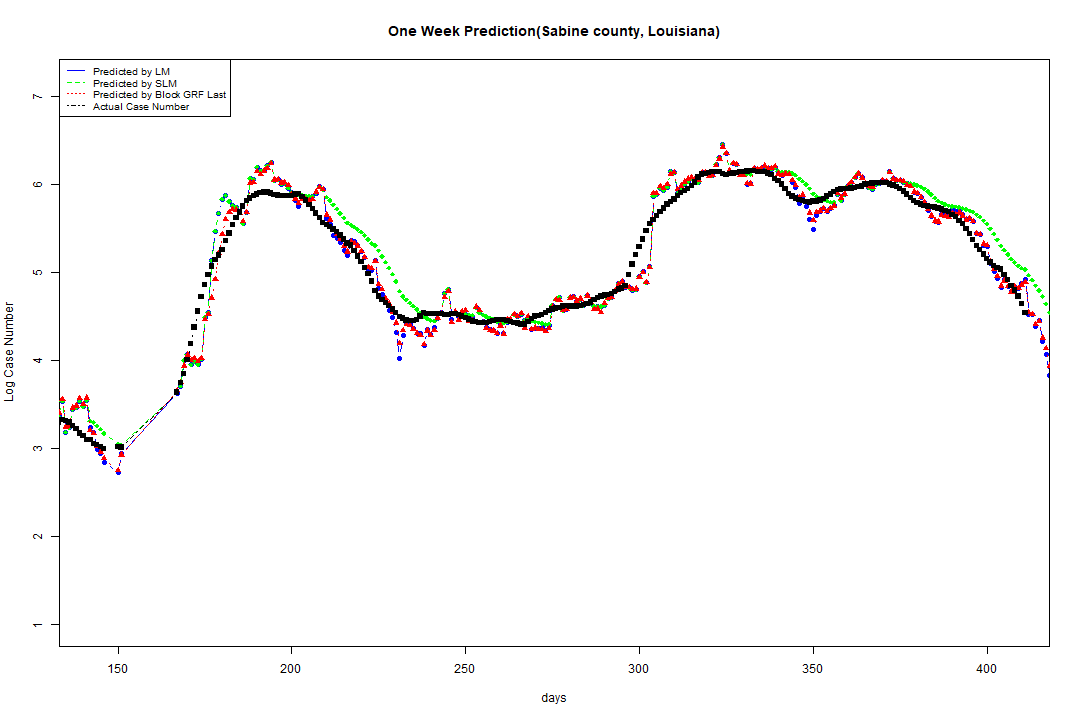 One Week Prediction(Sabine county, Louisiana)
Predicted by LM
Predicted by SLM
Predicted by Block GRF Last
Actual Case Number
7
6
5
4
3
2
1
Log Case Number
150 200 250 300 350 400
days